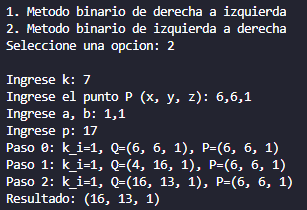 1. Metodo binario de derecha a izquierda
2. Metodo binario de izquierda a derecha
Seleccione una opcion: 2
Ingrese k: 7
Ingrese el punto P (x, y, z): 6,6,1
Ingrese a, b: 1,1
Ingrese p: 17
Paso 0: k_i=1, Q=(6, 6, 1), P=(6, 6, 1)
Paso 1: k_i=1, Q=(4, 16, 1), P=(6, 6, 1)
Paso 2: k_i=1, Q=(16, 13, 1), P=(6, 6, 1)
Resultado: (16, 13, 1)